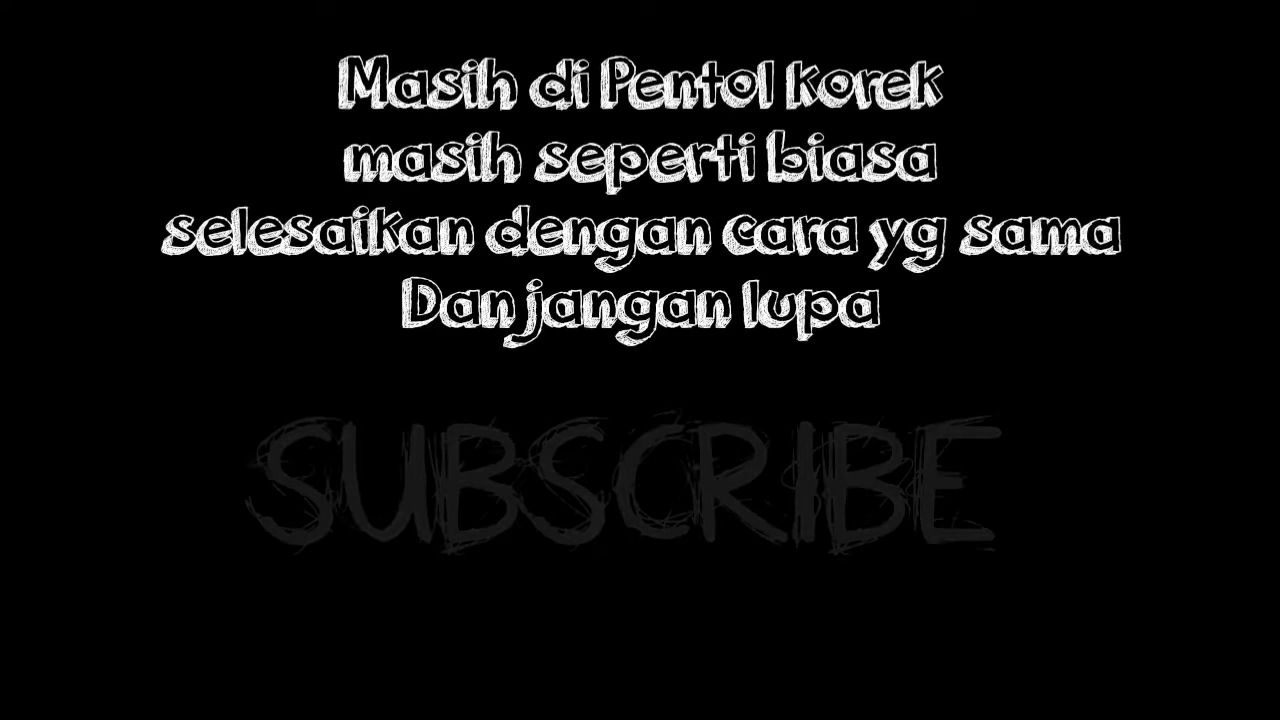 Masih di Pentol korek
masih seperti biasa
selesaikan dengan cara yg sama
Dan jangan lupa
SUBSCRIBE